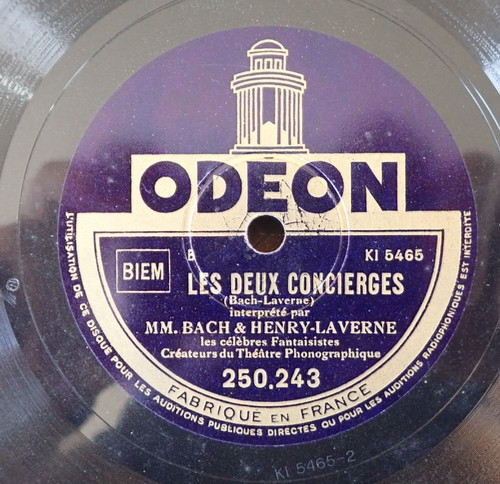 ODEON
BIEM
B
KI 5465
LES DEUX CONCIERGES
(Bach-Laverne)
interprété par
MM. BACH & HENRY-LAVERNE
les célèbres Fantaisistes
Créateurs du Théâtre Phonographique
250.243
FABRIQUÉ EN FRANCE
L'UTILISATION DE CE DISQUE POUR LES AUDITIONS PUBLIQUES DIRECTES OU POUR LES AUDITIONS RADIOPHONIQUES EST INTERDITE
KI 5465-2